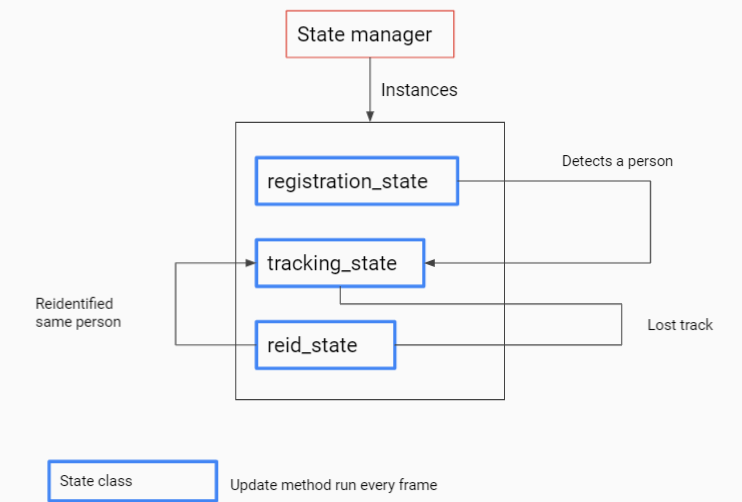 State manager
Instances
registration_state
Detects a person
tracking_state
Reidentified
same person
reid_state
Lost track
State class
Update method run every frame